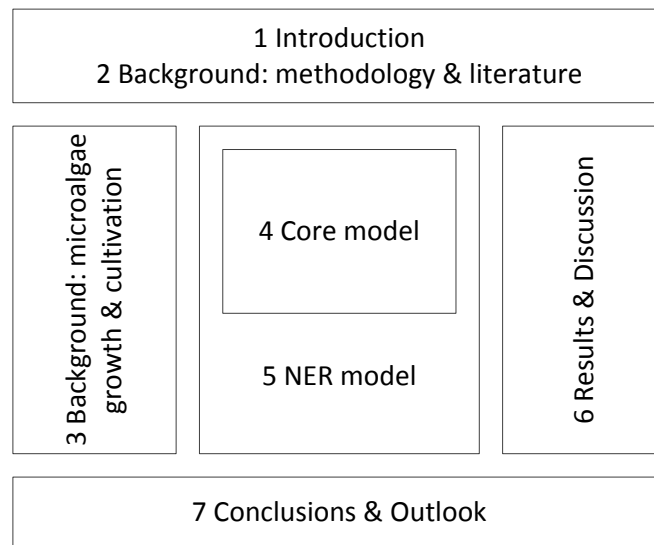 1 Introduction
2 Background: methodology & literature
3 Background: microalgae
growth & cultivation
4 Core model
5 NER model
6 Results & Discussion
7 Conclusions & Outlook